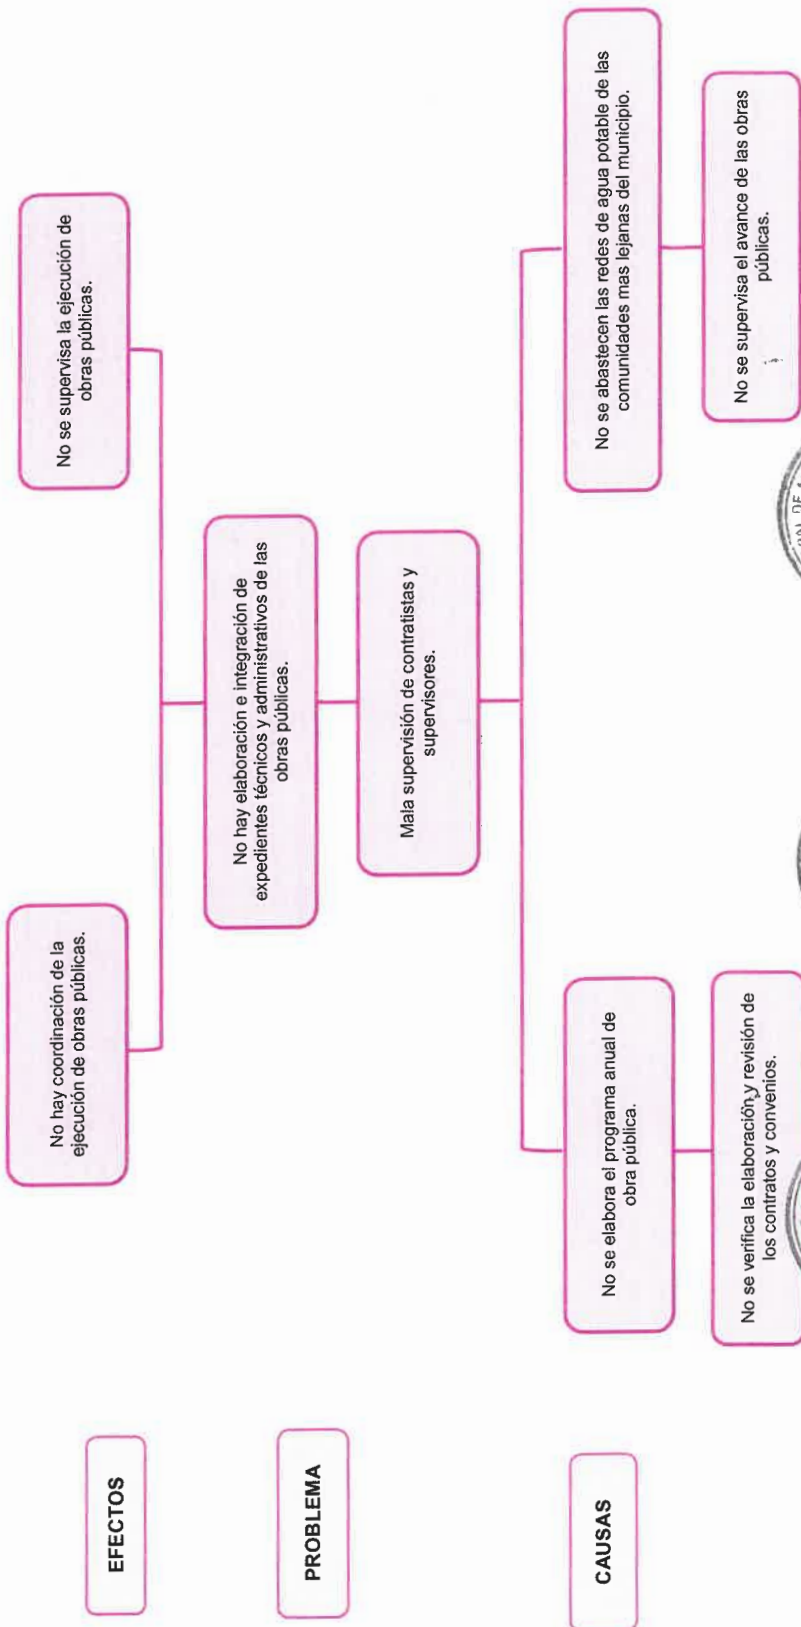 EFECTOS
No hay coordinación de la
ejecución de obras públicas.
No se supervisa la ejecución de
obras públicas.
PROBLEMA
No hay elaboración e integración de
expedientes técnicos y administrativos de las
obras públicas.
Mala supervisión de contratistas y
supervisores.
CAUSAS
No se elabora el programa anual de
obra pública.
No se abastecen las redes de agua potable de las
comunidades mas lejanas del municipio.
No se verifica la elaboración y revisión de
los contratos y convenios.
No se supervisa el avance de las obras
públicas.